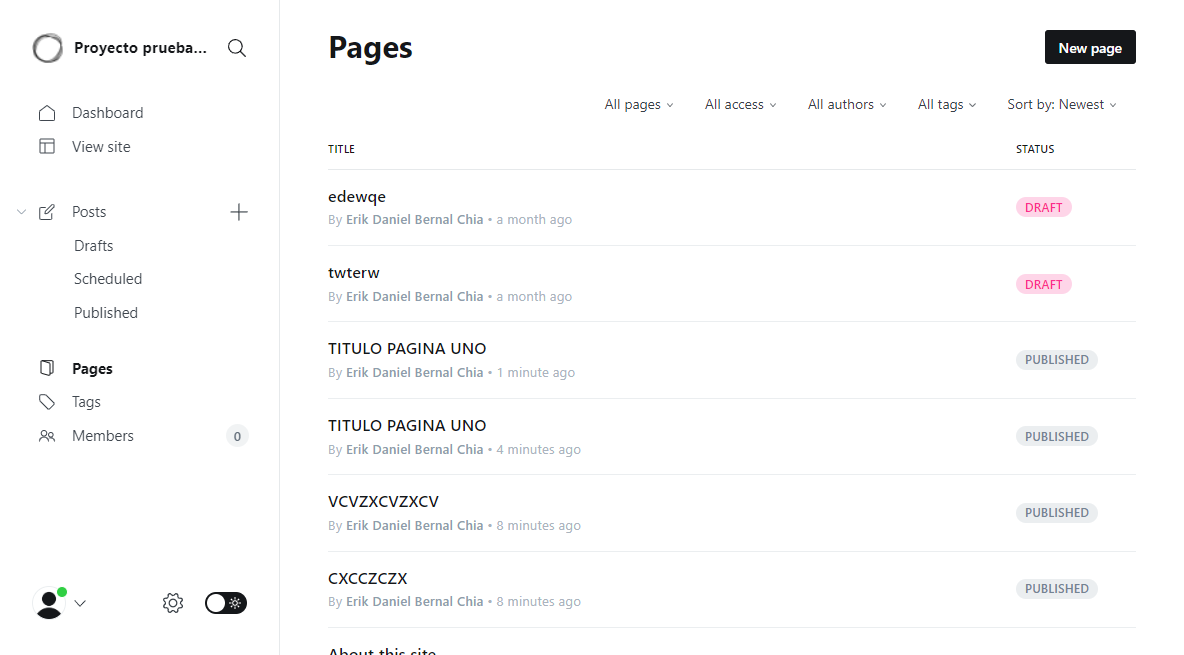 Proyecto prueba...
Dashboard
View site
Posts
Drafts
Scheduled
Published
Pages
Tags
Members 0
Pages
New page
All pages All access All authors All tags Sort by: Newest
TITLE STATUS
edewqe
By Erik Daniel Bernal Chia • a month ago
DRAFT
twterw
By Erik Daniel Bernal Chia • a month ago
DRAFT
TITULO PAGINA UNO
By Erik Daniel Bernal Chia • 1 minute ago
PUBLISHED
TITULO PAGINA UNO
By Erik Daniel Bernal Chia • 4 minutes ago
PUBLISHED
VCVZXCVZXCV
By Erik Daniel Bernal Chia • 8 minutes ago
PUBLISHED
CXCCZCZX
By Erik Daniel Bernal Chia • 8 minutes ago
PUBLISHED
About this site